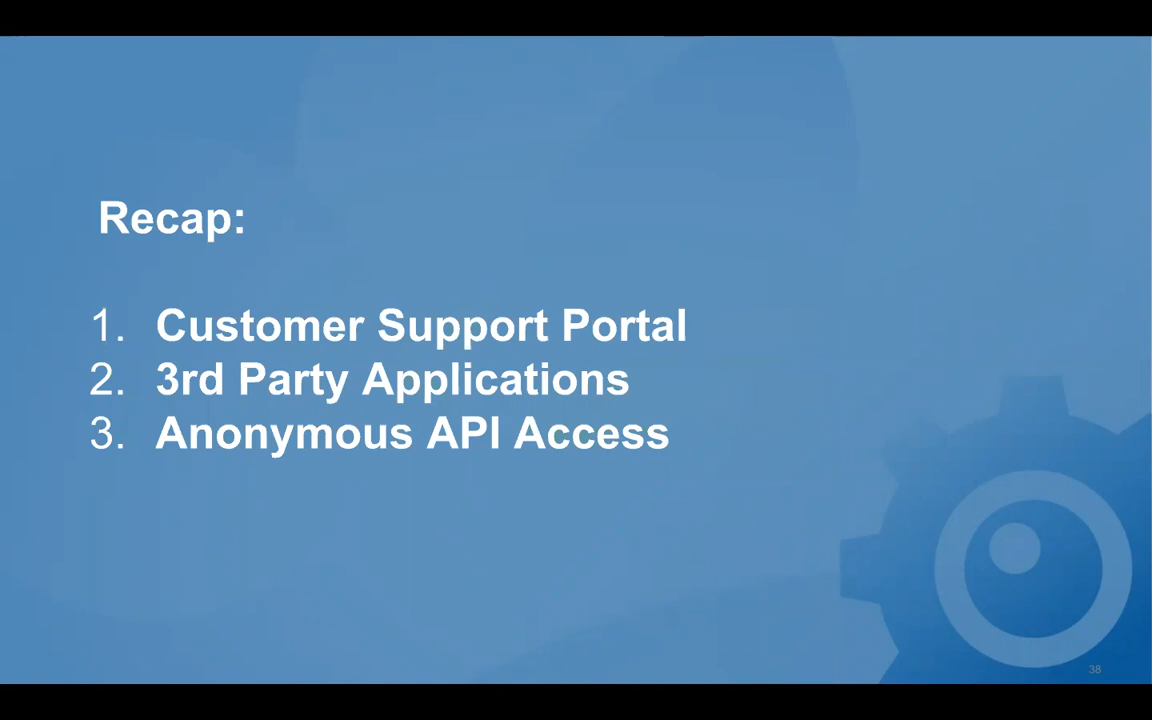 Recap:
1. Customer Support Portal
2. 3rd Party Applications
3. Anonymous API Access
38